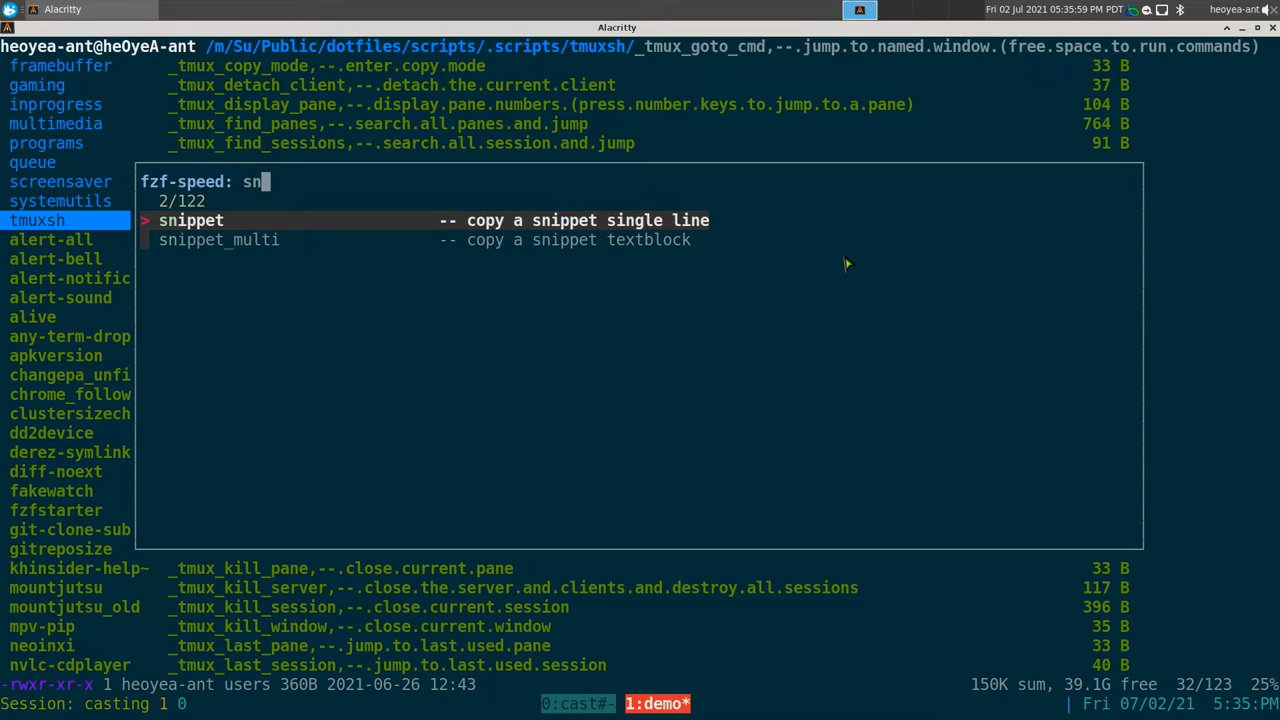 Alacritty
Fri 02 Jul 2021 5:35:59 PM PDT
heoyea-ant
Alacritty
heoyea-ant@heOyeA-ant /m/Su/Public/dotfiles/scripts/.scripts/tmuxsh/_tmux_goto_cmd,--.jump.to.named.window.(free.space.to.run.commands)
framebuffer _tmux_copy_mode,--.enter.copy.mode 33 B
gaming _tmux_detach_client,--.detach.the.current.client 37 B
inprogress _tmux_display_pane,--.display.pane.numbers.(press.number.keys.to.jump.to.a.pane) 104 B
multimedia _tmux_find_panes,--.search.all.panes.and.jump 764 B
programs _tmux_find_sessions,--.search.all.session.and.jump 91 B
queue
screensaver fzf-speed: sn
systemutils 2/122
tmuxsh > snippet -- copy a snippet single line
alert-all snippet_multi -- copy a snippet textblock
alert-bell
alert-notific
alert-sound
alive
any-term-drop
apkversion
changepa_unfi
chrome_follow
clustersizech
dd2device
derez-symlink
diff-noext
fakewatch
fzfstarter
git-clone-sub
gitreposize
khinsider-help~ _tmux_kill_pane,--.close.current.pane 33 B
mountjutsu _tmux_kill_server,--.close.the.server.and.clients.and.destroy.all.sessions 117 B
mountjutsu_old _tmux_kill_session,--.close.current.session 396 B
mpv-pip _tmux_kill_window,--.close.current.window 35 B
neoinxi _tmux_last_pane,--.jump.to.last.used.pane 33 B
nvlc-cdplayer _tmux_last_session,--.jump.to.last.used.session 40 B
-rwxr-xr-x 1 heoyea-ant users 360B 2021-06-26 12:43 150K sum, 39.1G free 32/123 25%
Session: casting 1 0 0:cast#- 1:demo* | Fri 07/02/21 5:35:PM